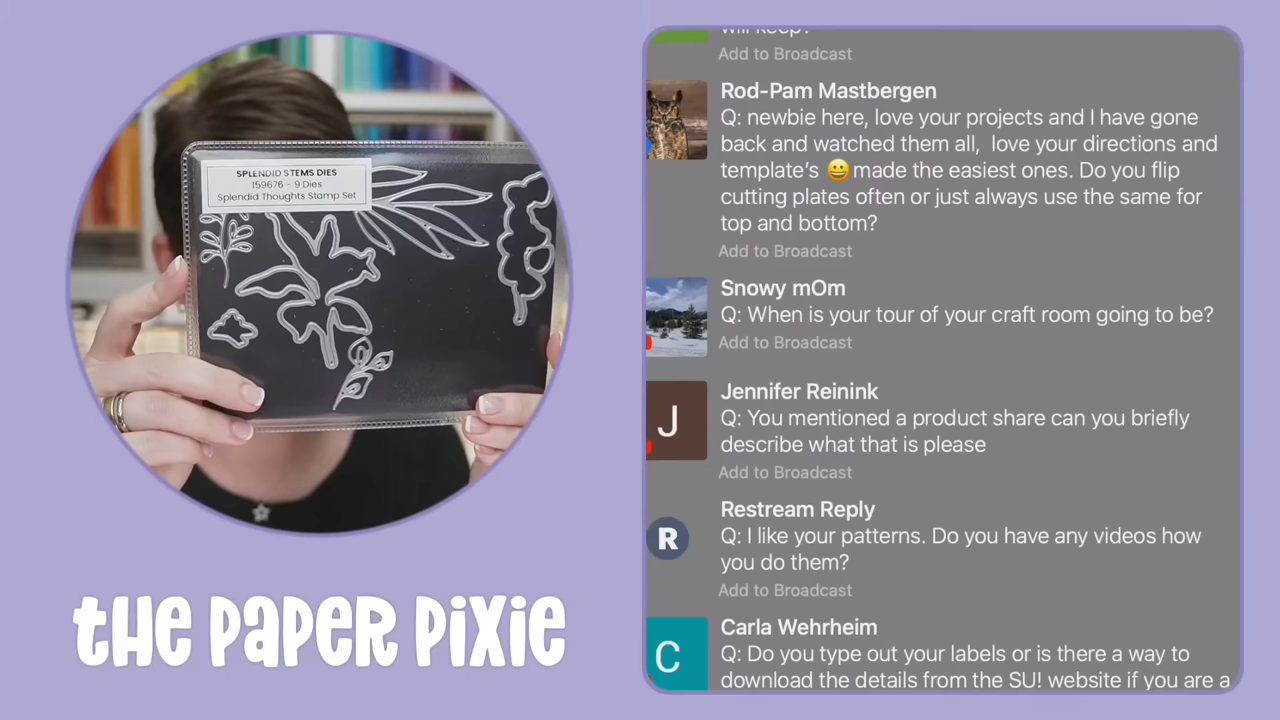 SPLENDID STEMS DIES
159676 - 9 Dies
Splendid Thoughts Stamp Set
the PAPER PIXIE
will keep?
Add to Broadcast
Rod-Pam Mastbergen
Q: newbie here, love your projects and I have gone
back and watched them all, love your directions and
template's 😀 made the easiest ones. Do you flip
cutting plates often or just always use the same for
top and bottom?
Add to Broadcast
Snowy mOm
Q: When is your tour of your craft room going to be?
Add to Broadcast
J
Jennifer Reinink
Q: You mentioned a product share can you briefly
describe what that is please
Add to Broadcast
R
Restream Reply
Q: I like your patterns. Do you have any videos how
you do them?
Add to Broadcast
C
Carla Wehrheim
Q: Do you type out your labels or is there a way to
download the details from the SU! website if you are a